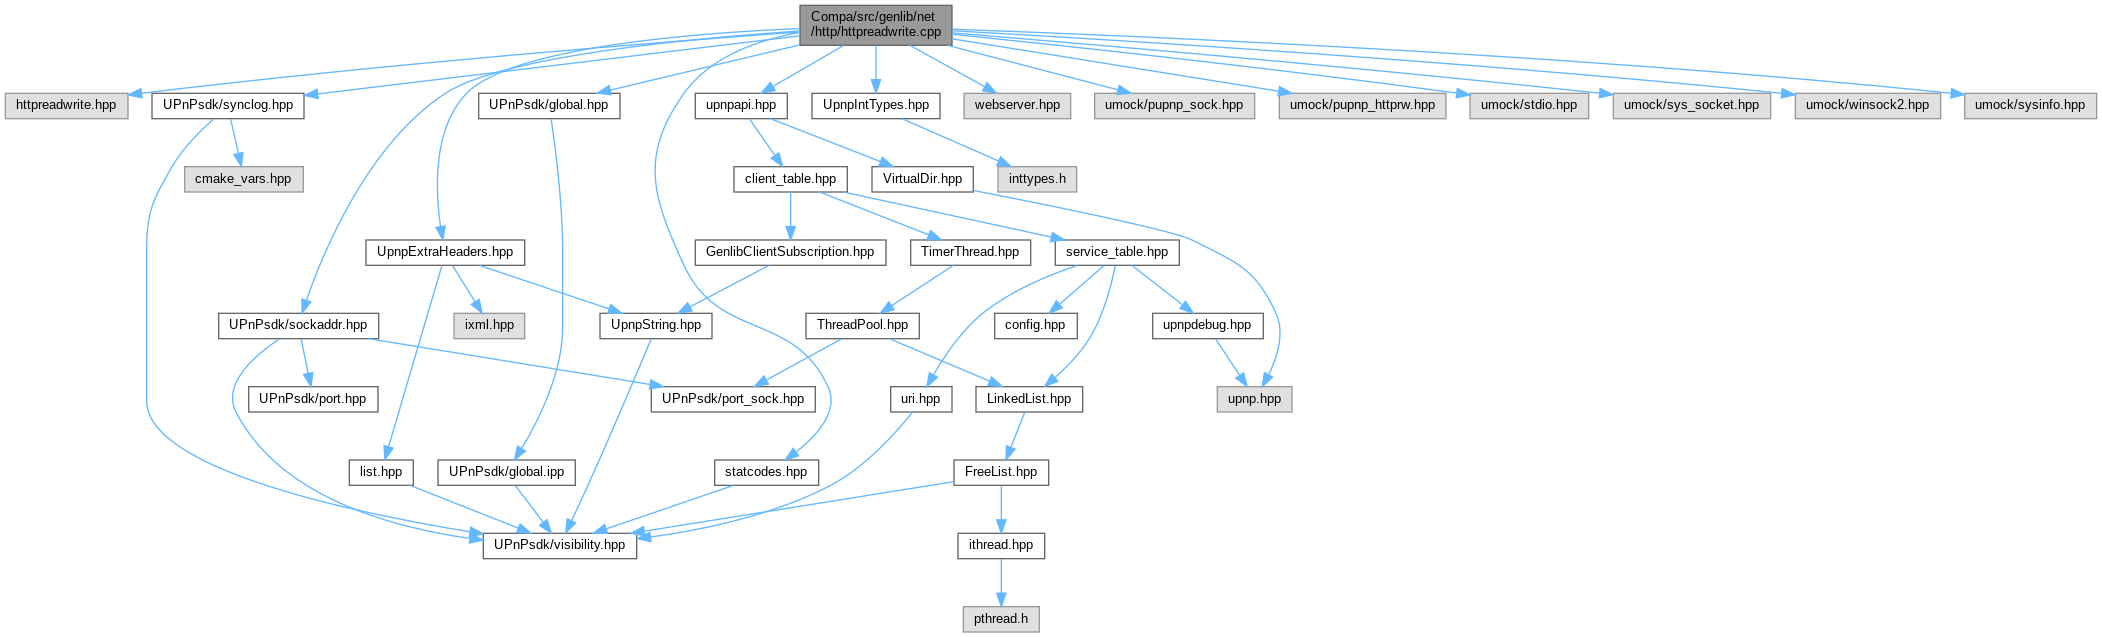 Compa/src/genlib/net
/http/httpreadwrite.cpp
httpreadwrite.hpp
UPnPsdk/synclog.hpp
UPnPsdk/global.hpp
upnpapi.hpp
UpnpIntTypes.hpp
webserver.hpp
umock/pupnp_sock.hpp
umock/pupnp_httprw.hpp
umock/stdio.hpp
umock/sys_socket.hpp
umock/winsock2.hpp
umock/sysinfo.hpp
cmake_vars.hpp
client_table.hpp
VirtualDir.hpp
inttypes.h
UpnpExtraHeaders.hpp
GenlibClientSubscription.hpp
TimerThread.hpp
service_table.hpp
UPnPsdk/sockaddr.hpp
ixml.hpp
UpnpString.hpp
ThreadPool.hpp
config.hpp
upnpdebug.hpp
UPnPsdk/port.hpp
UPnPsdk/port_sock.hpp
uri.hpp
LinkedList.hpp
upnp.hpp
list.hpp
UPnPsdk/global.ipp
statcodes.hpp
FreeList.hpp
UPnPsdk/visibility.hpp
ithread.hpp
pthread.h